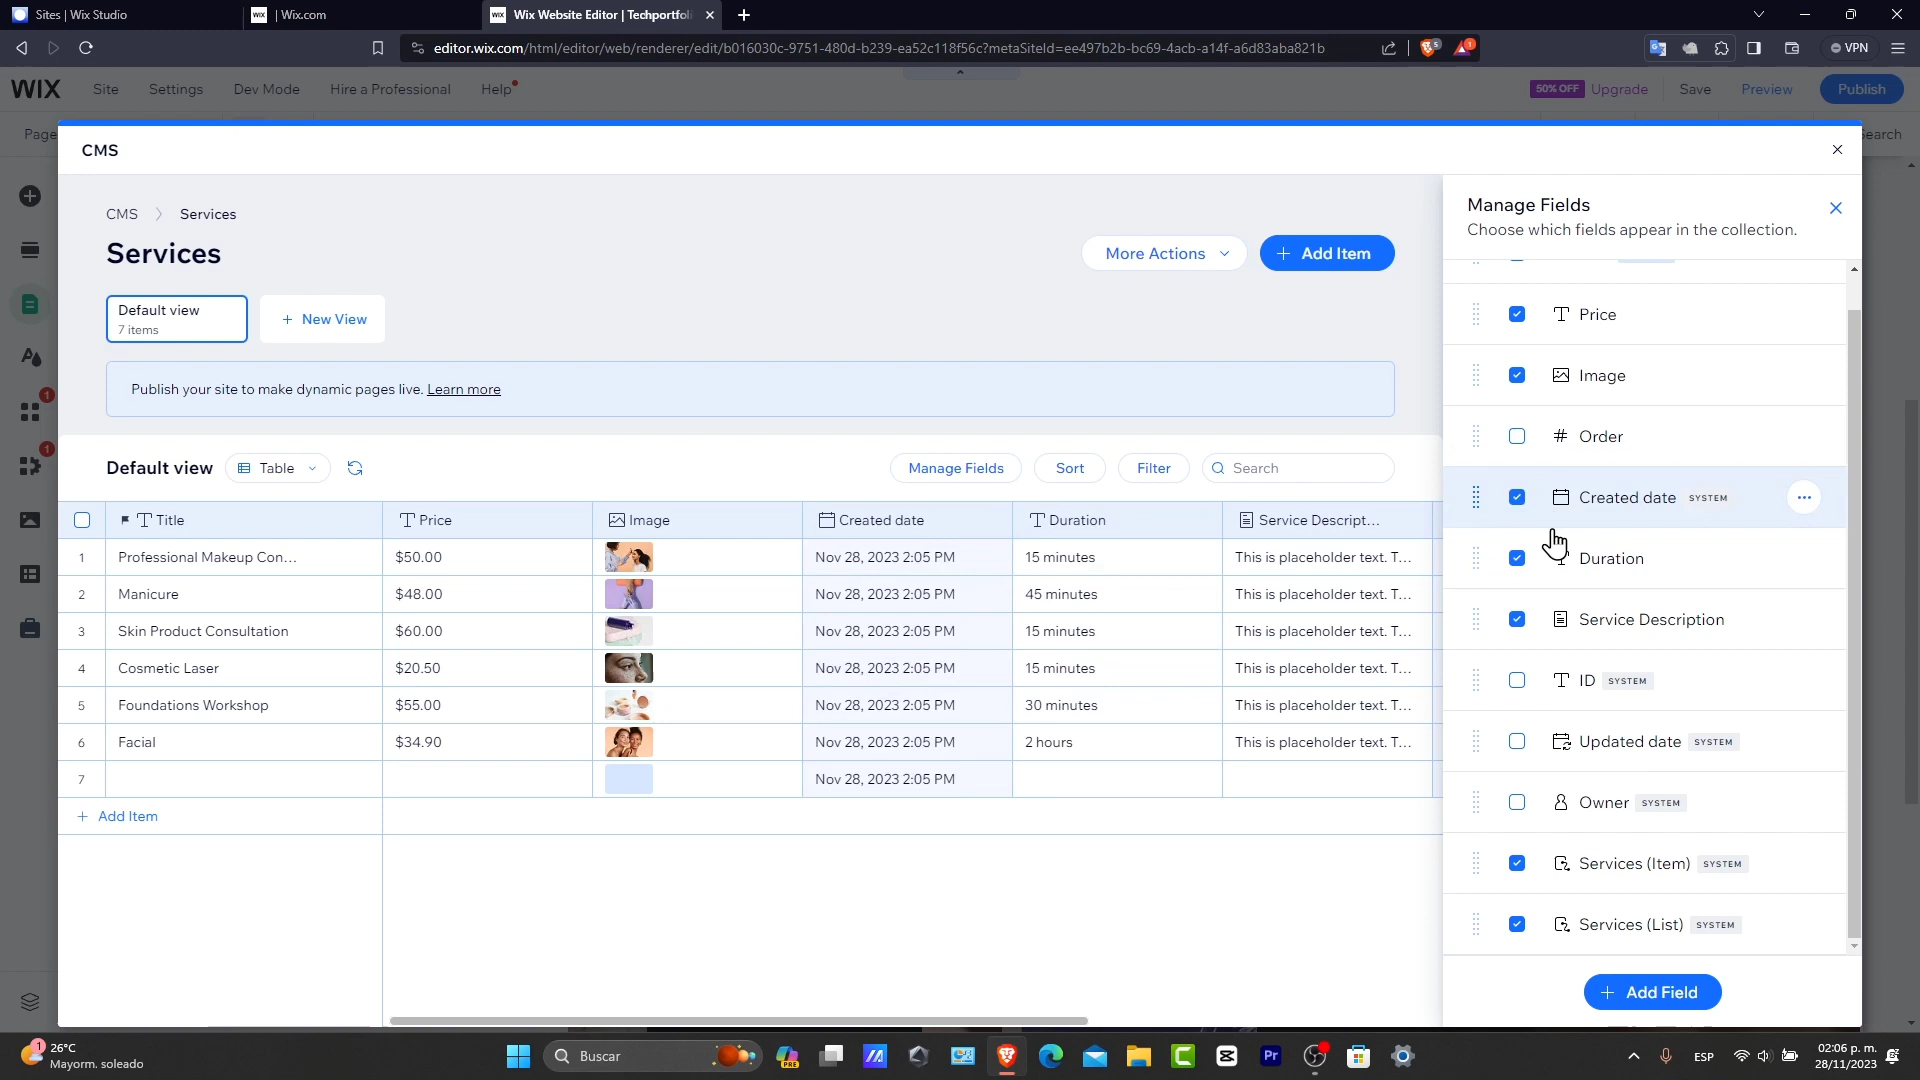 Sites | Wix Studio
WIX | Wix.com
WIX Wix Website Editor | Techportfoli
editor.wix.com/html/editor/web/renderer/edit/b016030c-9751-480d-b239-ea52c118f56c?metaSiteId=ee497b2b-bc69-4acb-a14f-a6d83aba821b
5
1
VPN
WIX
Site
Settings
Dev Mode
Hire a Professional
Help
50% OFF
Upgrade
Save
Preview
Publish
Page
earch
CMS
CMS
Services
Services
More Actions
Add Item
Default view
7 items
New View
Publish your site to make dynamic pages live. Learn more
Default view
Table
Manage Fields
Sort
Filter
Search
Title
Price
Image
Created date
Duration
Service Descript...
1 Professional Makeup Con... $50.00 Nov 28, 2023 2:05 PM 15 minutes This is placeholder text. T...
2 Manicure $48.00 Nov 28, 2023 2:05 PM 45 minutes This is placeholder text. T...
3 Skin Product Consultation $60.00 Nov 28, 2023 2:05 PM 15 minutes This is placeholder text. T...
4 Cosmetic Laser $20.50 Nov 28, 2023 2:05 PM 15 minutes This is placeholder text. T...
5 Foundations Workshop $55.00 Nov 28, 2023 2:05 PM 30 minutes This is placeholder text. T...
6 Facial $34.90 Nov 28, 2023 2:05 PM 2 hours This is placeholder text. T...
7 Nov 28, 2023 2:05 PM
+ Add Item
Manage Fields
Choose which fields appear in the collection.
Price
Image
# Order
Created date SYSTEM
Duration
Service Description
ID SYSTEM
Updated date SYSTEM
Owner SYSTEM
Services (Item) SYSTEM
Services (List) SYSTEM
+ Add Field
1
1
1
26°C
Mayorm. soleado
Buscar
PRE
Pr
ESP
02:06 p. m.
28/11/2023